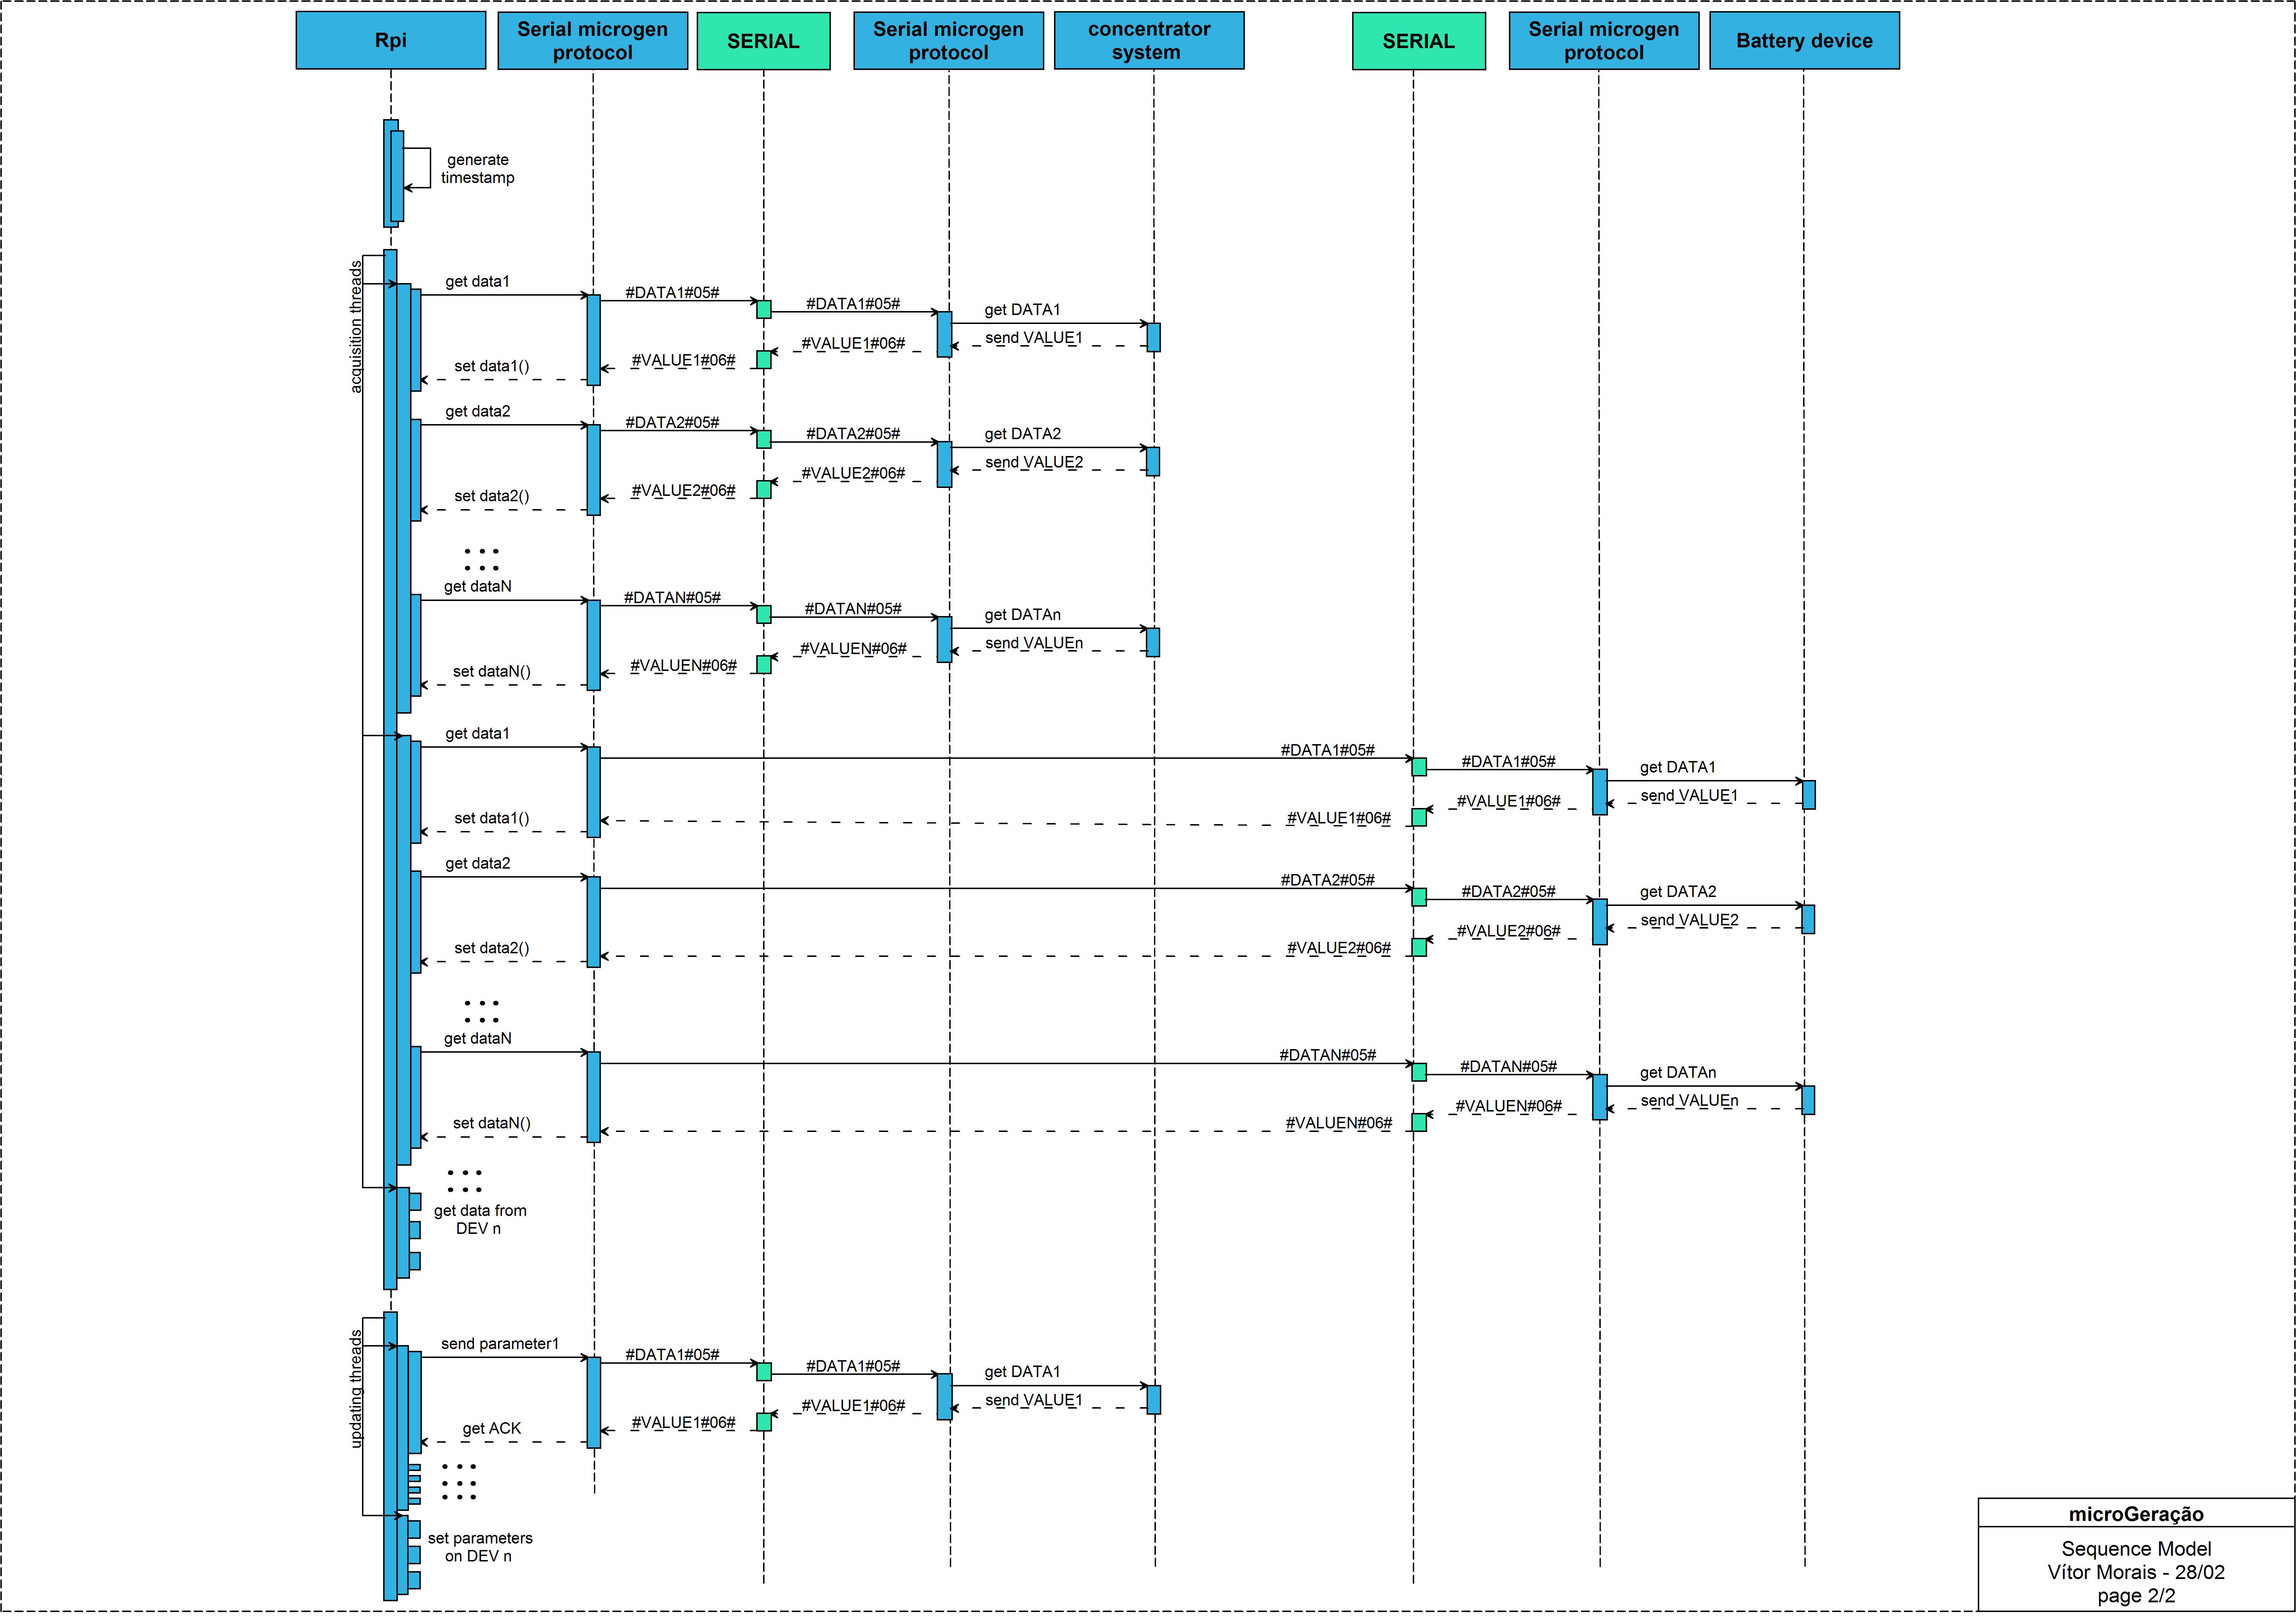 Rpi
Serial microgen
protocol
SERIAL
Serial microgen
protocol
concentrator
system
SERIAL
Serial microgen
protocol
Battery device
generate
timestamp
acquisition threads
get data1
#DATA1#05#
#DATA1#05#
get DATA1
send VALUE1
#VALUE1#06#
#VALUE1#06#
set data1()
get data2
#DATA2#05#
#DATA2#05#
get DATA2
send VALUE2
#VALUE2#06#
#VALUE2#06#
set data2()
get dataN
#DATAN#05#
#DATAN#05#
get DATAn
send VALUEn
#VALUEN#06#
#VALUEN#06#
set dataN()
get data1
#DATA1#05#
#DATA1#05#
get DATA1
send VALUE1
#VALUE1#06#
#VALUE1#06#
set data1()
get data2
#DATA2#05#
#DATA2#05#
get DATA2
send VALUE2
#VALUE2#06#
#VALUE2#06#
set data2()
get dataN
#DATAN#05#
#DATAN#05#
get DATAn
send VALUEn
#VALUEN#06#
#VALUEN#06#
set dataN()
get data from
DEV n
updating threads
send parameter1
#DATA1#05#
#DATA1#05#
get DATA1
send VALUE1
#VALUE1#06#
#VALUE1#06#
get ACK
set parameters
on DEV n
microGeração
Sequence Model
Vítor Morais - 28/02
page 2/2